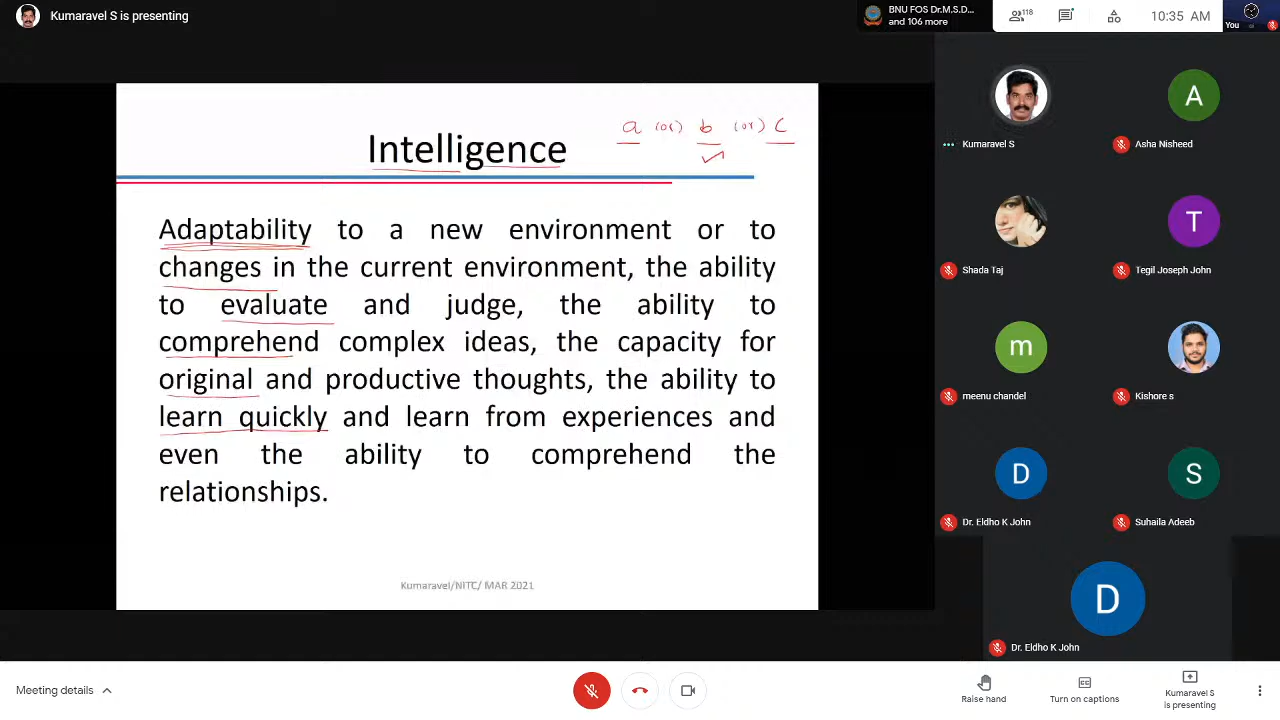 Kumaravel S is presenting
BNU FOS Dr.M.S.D...
and 106 more
118
10:35 AM
You
a (or) b (or) c
Intelligence
Adaptability to a new environment or to
changes in the current environment, the ability
to evaluate and judge, the ability to
comprehend complex ideas, the capacity for
original and productive thoughts, the ability to
learn quickly and learn from experiences and
even the ability to comprehend the
relationships.
Kumaravel/NITC/ MAR 2021
Kumaravel S
A
Asha Nisheed
Shada Taj
T
Tegil Joseph John
m
meenu chandel
Kishore s
D
Dr. Eldho K John
S
Suhaila Adeeb
D
Dr. Eldho K John
Meeting details
Raise hand
Turn on captions
Kumaravel S
is presenting